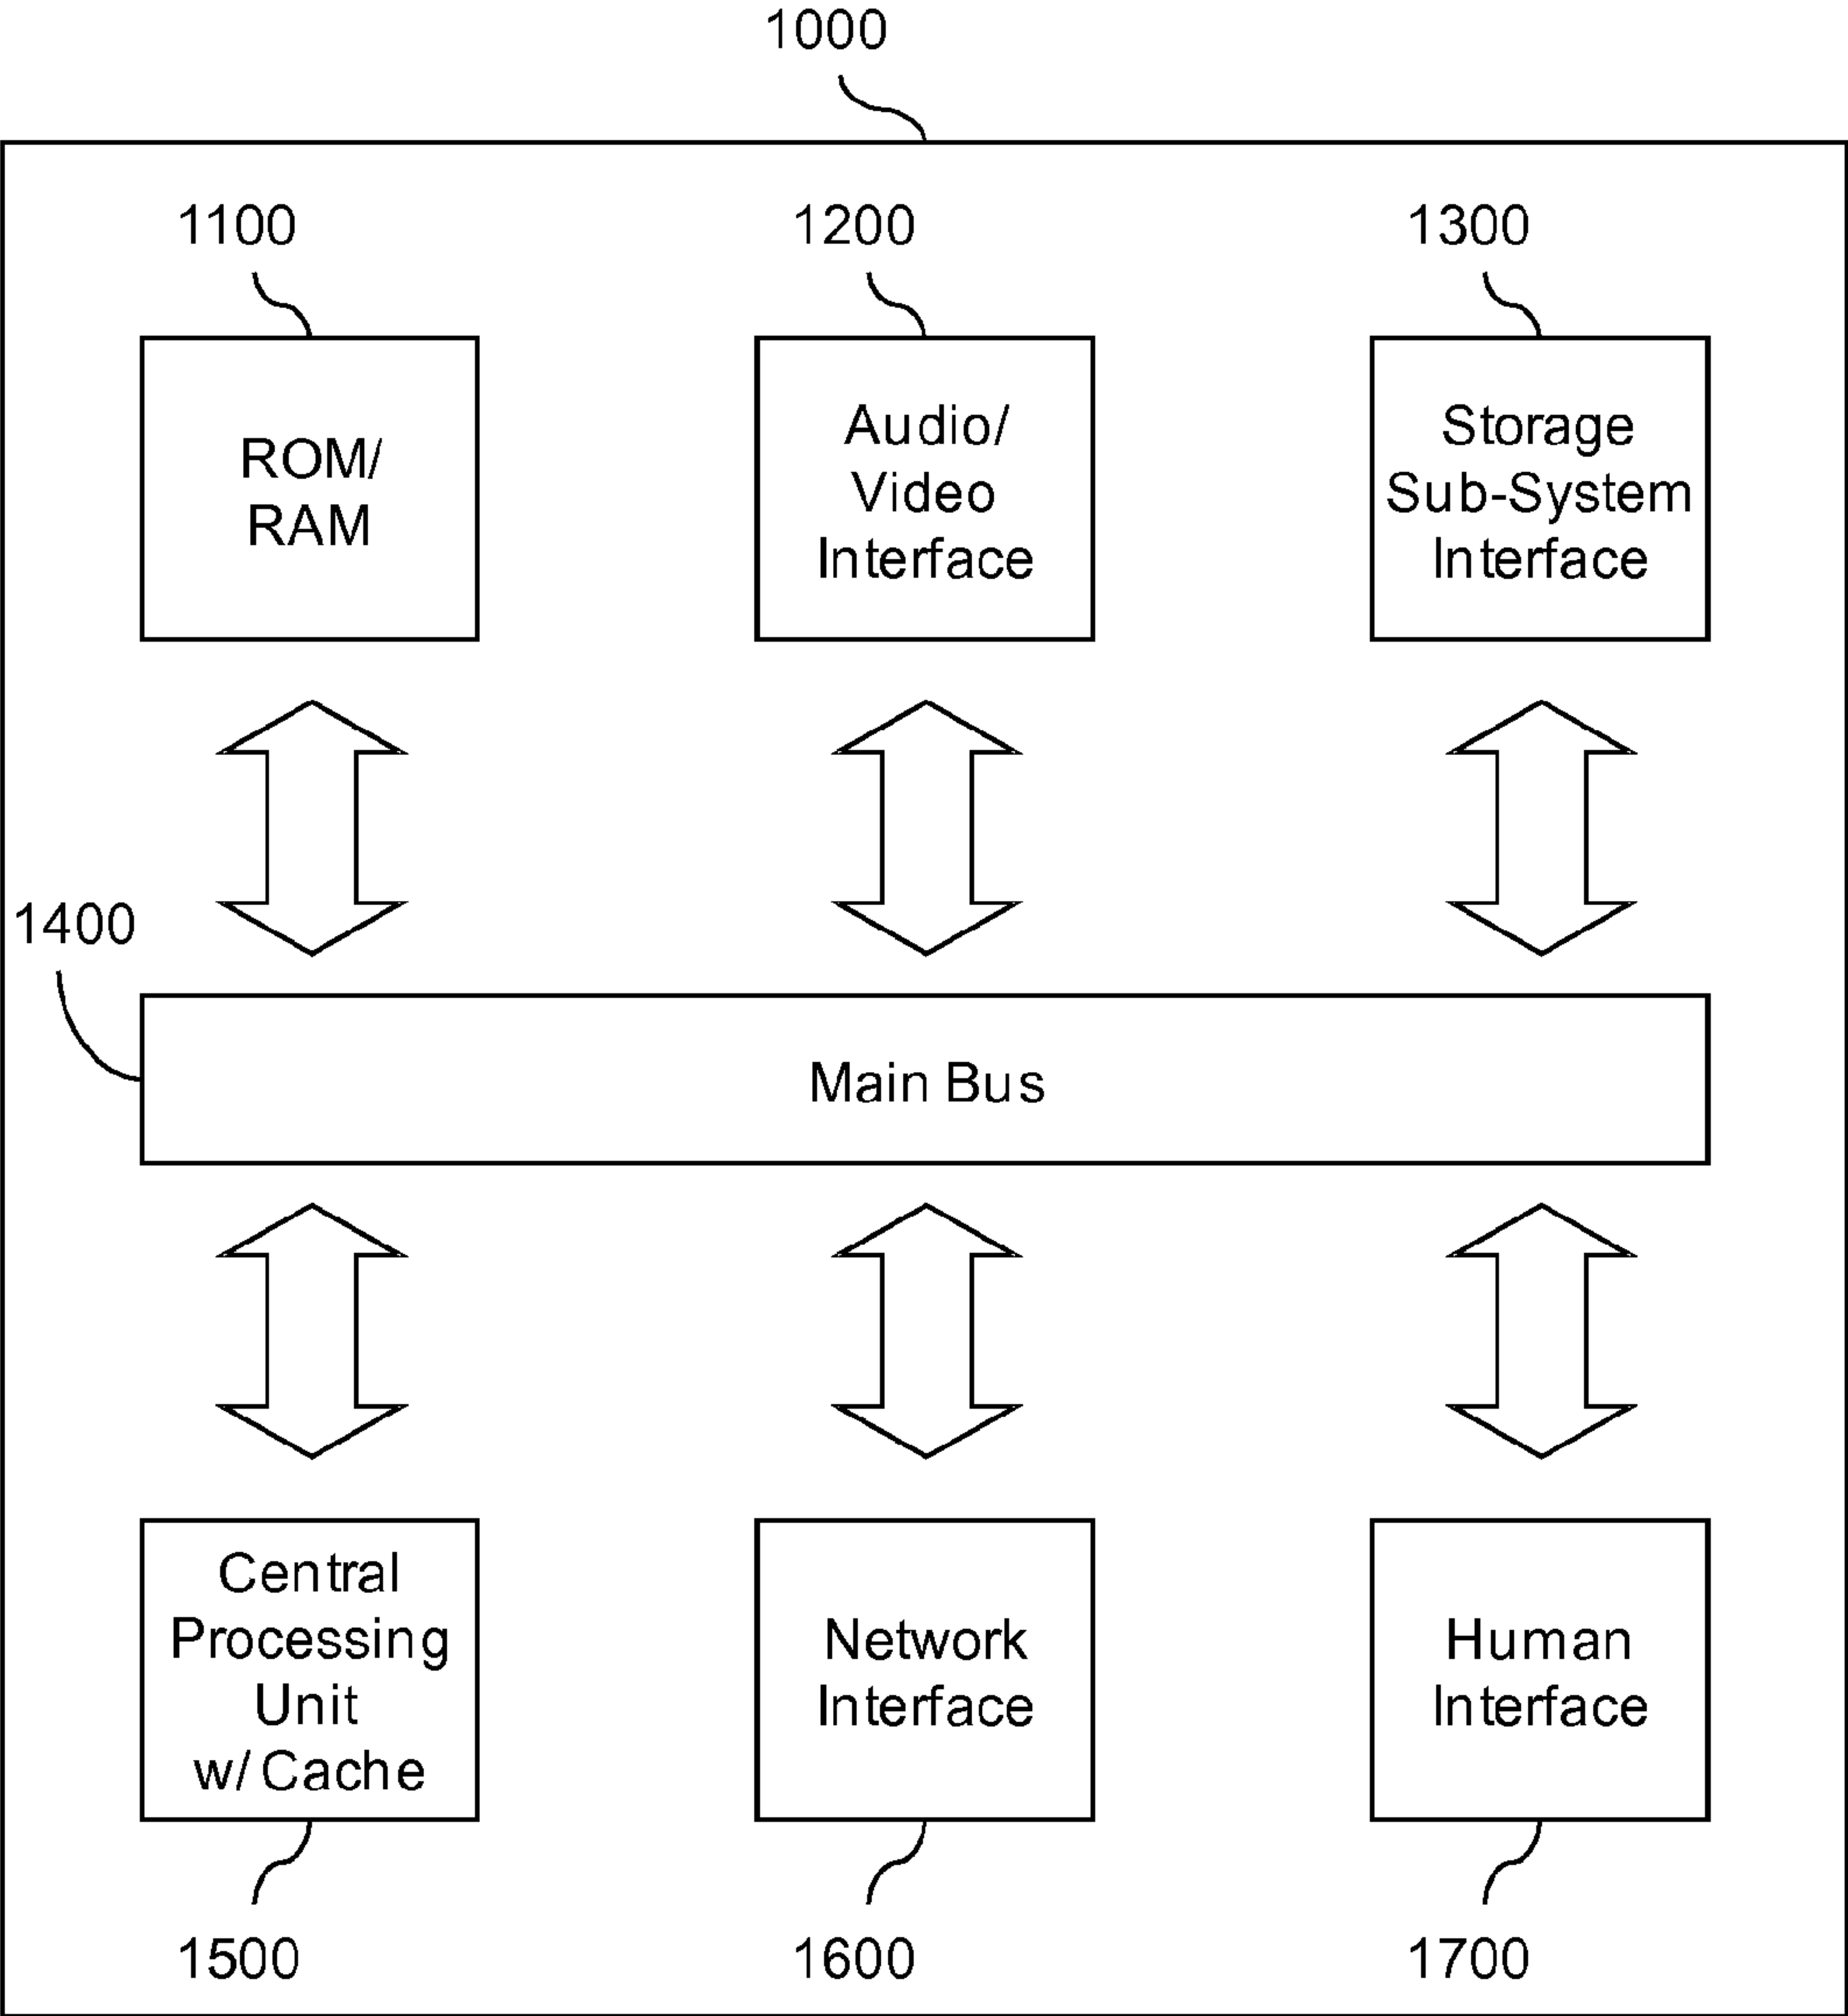 1000
1100
1200
1300
ROM/
RAM
Audio/
Video
Interface
Storage
Sub-System
Interface
1400
Main Bus
Central
Processing
Unit
w/ Cache
Network
Interface
Human
Interface
1500
1600
1700